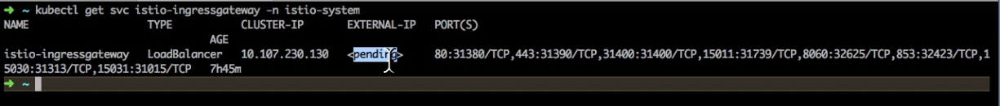 ➜ ~ kubectl get svc istio-ingressgateway -n istio-system
NAME TYPE CLUSTER-IP EXTERNAL-IP PORT(S)
AGE
istio-ingressgateway LoadBalancer 10.107.230.130 <pending> 80:31380/TCP,443:31390/TCP,31400:31400/TCP,15011:31739/TCP,8060:32625/TCP,853:32423/TCP,1
5030:31313/TCP,15031:31015/TCP 7h45m
➜ ~